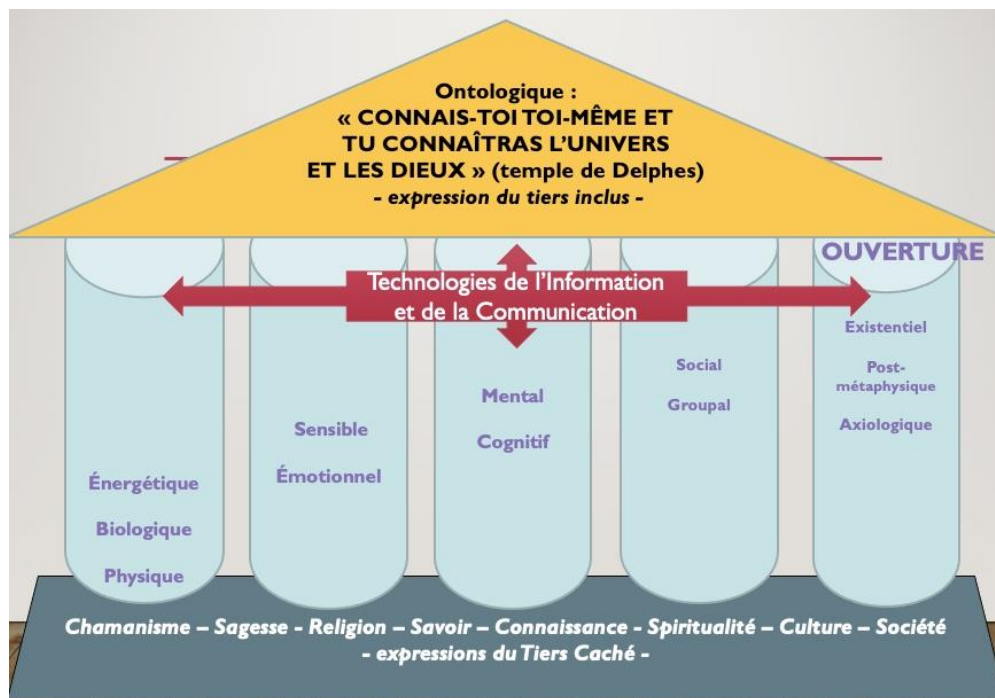 Ontologique :
« CONNAIS-TOI TOI-MÊME ET
TU CONNAÎTRAS L'UNIVERS
ET LES DIEUX » (temple de Delphes)
- expression du tiers inclus -
OUVERTURE
Technologies de l'Information
et de la Communication
Énergétique
Biologique
Physique
Sensible
Émotionnel
Mental
Cognitif
Social
Groupal
Existentiel
Post-
métaphysique
Axiologique
Chamanisme – Sagesse - Religion – Savoir – Connaissance - Spiritualité – Culture – Société
- expressions du Tiers Caché -